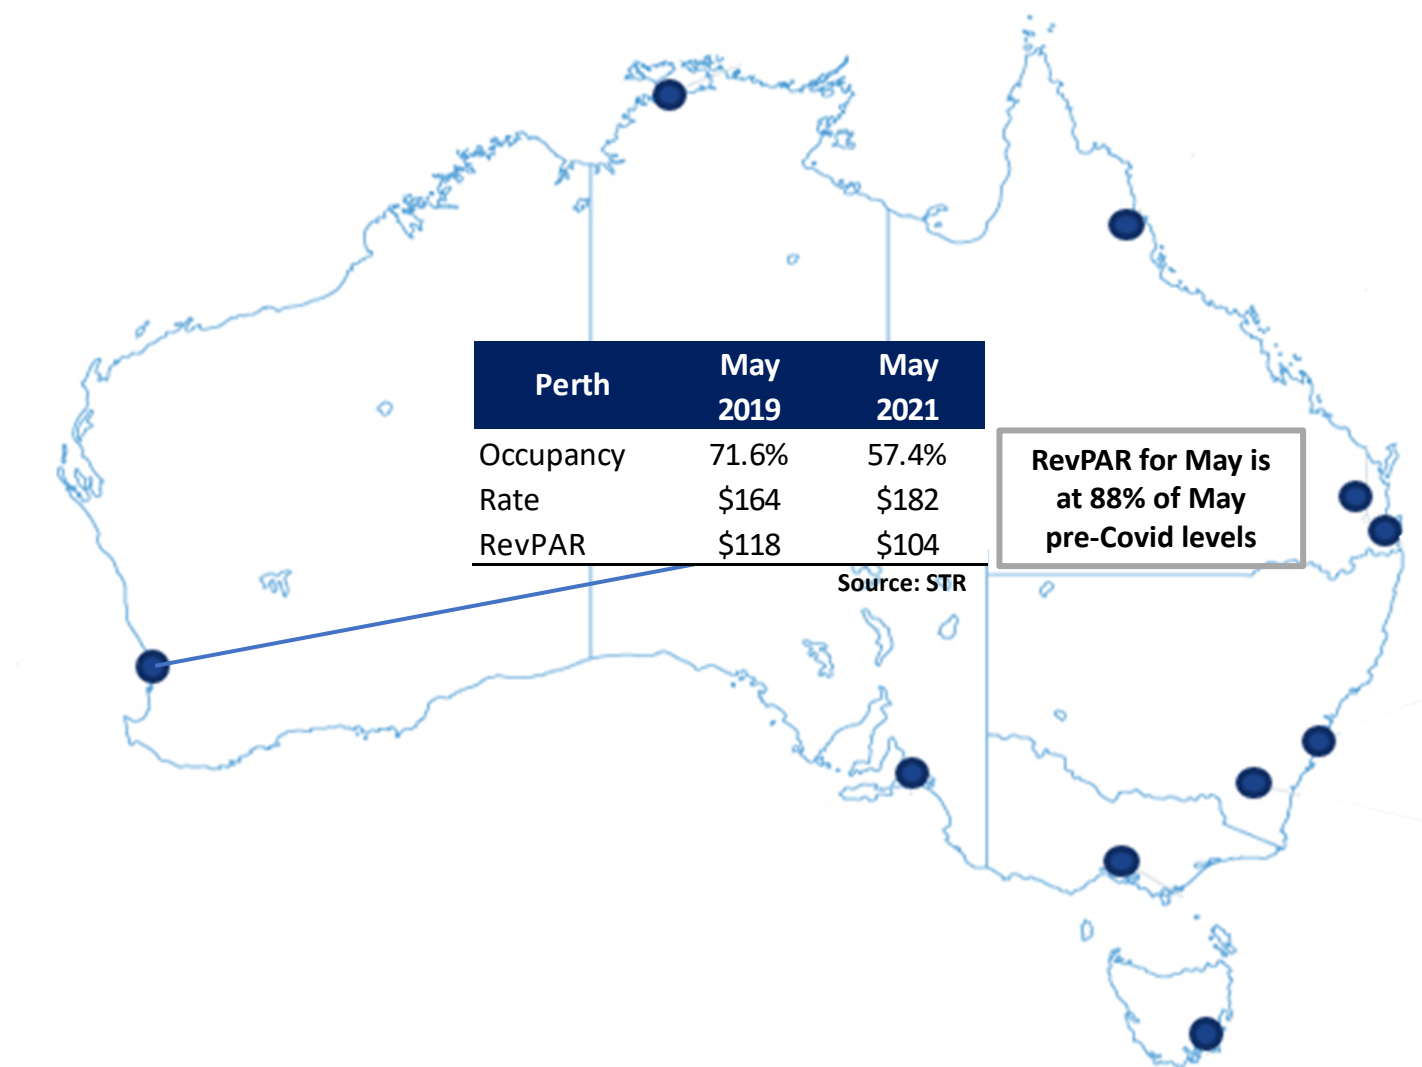 Perth May 2019 May 2021
Occupancy 71.6% 57.4%
Rate $164 $182
RevPAR $118 $104
Source: STR
RevPAR for May is
at 88% of May
pre-Covid levels